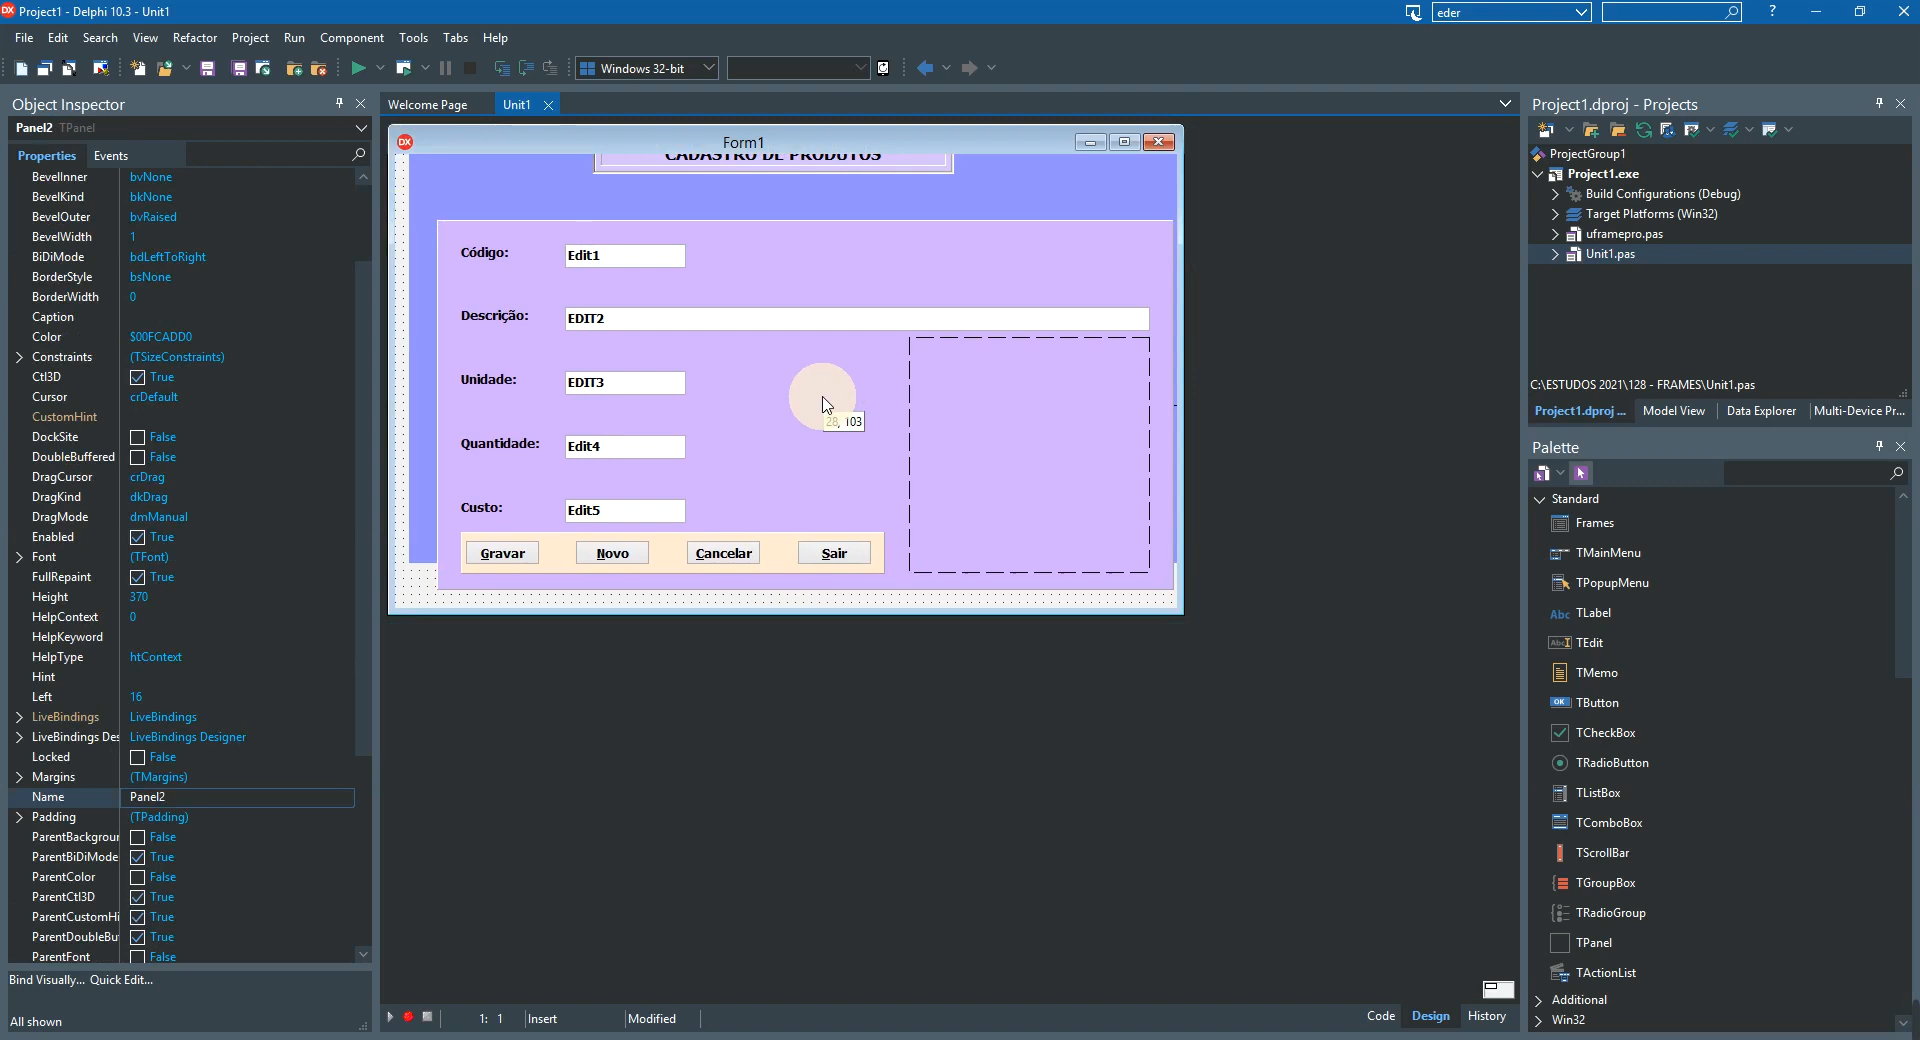 Project1 - Delphi 10.3 - Unit1
eder
?
File Edit Search View Refactor Project Run Component Tools Tabs Help
Windows 32-bit
Object Inspector
Panel2 TPanel
Properties Events
BevelInner bvNone
BevelKind bkNone
BevelOuter bvRaised
BevelWidth 1
BiDiMode bdLeftToRight
BorderStyle bsNone
BorderWidth 0
Caption
Color $00FCADD0
Constraints (TSizeConstraints)
Ctl3D True
Cursor crDefault
CustomHint
DockSite False
DoubleBuffered False
DragCursor crDrag
DragKind dkDrag
DragMode dmManual
Enabled True
Font (TFont)
FullRepaint True
Height 370
HelpContext 0
HelpKeyword
HelpType htContext
Hint
Left 16
LiveBindings LiveBindings
LiveBindings Des LiveBindings Designer
Locked False
Margins (TMargins)
Name Panel2
Padding (TPadding)
ParentBackgrour False
ParentBiDiMode True
ParentColor False
ParentCtl3D True
ParentCustomHi True
ParentDoubleBu True
ParentFont False
Bind Visually... Quick Edit...
All shown
Welcome Page Unit1
DX Form1
CADASTRO DE PRODUTOS
Código: Edit1
Descrição: EDIT2
Unidade: EDIT3
28, 103
Quantidade: Edit4
Custo: Edit5
Gravar Novo Cancelar Sair
1: 1 Insert Modified
Code Design History
Project1.dproj - Projects
ProjectGroup1
Project1.exe
Build Configurations (Debug)
Target Platforms (Win32)
uframepro.pas
Unit1.pas
C:\ESTUDOS 2021\128 - FRAMES\Unit1.pas
Project1.dproj ... Model View Data Explorer Multi-Device Pr...
Palette
Standard
Frames
TMainMenu
TPopupMenu
Abc TLabel
TEdit
TMemo
OK TButton
TCheckBox
TRadioButton
TListBox
TComboBox
TScrollBar
TGroupBox
TRadioGroup
TPanel
TActionList
Additional
Win32